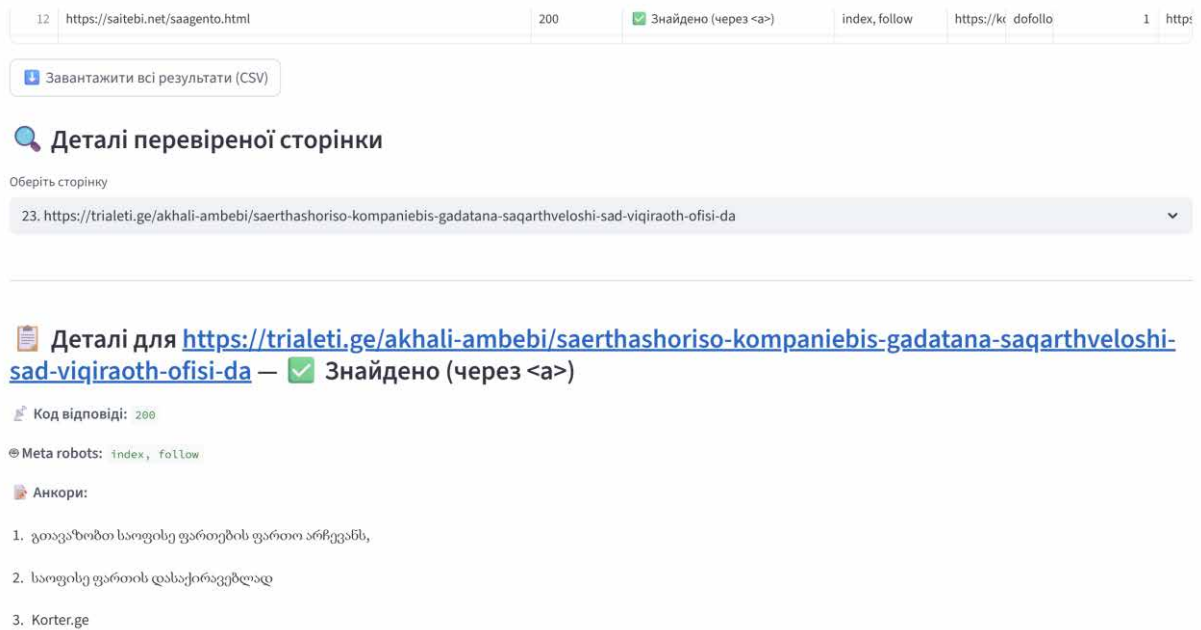 12 https://saitebi.net/saagento.html 200 ✅ Знайдено (через <a>) index, follow https://ko dofollo 1 https
⬇️ Завантажити всі результати (CSV)
🔍 Деталі перевіреної сторінки
Оберіть сторінку
23. https://trialeti.ge/akhali-ambebi/saerthashoriso-kompaniebis-gadatana-saqarthveloshi-sad-viqiraoth-ofisi-da
📋 Деталі для https://trialeti.ge/akhali-ambebi/saerthashoriso-kompaniebis-gadatana-saqarthveloshi-
sad-viqiraoth-ofisi-da — ✅ Знайдено (через <a>)
Код відповіді: 200
Meta robots: index, follow
📝 Анкори:
1. გთავაზობთ საოფისე ფართების ფართო არჩევანს,
2. საოფისე ფართის დასაქირავებლად
3. Korter.ge